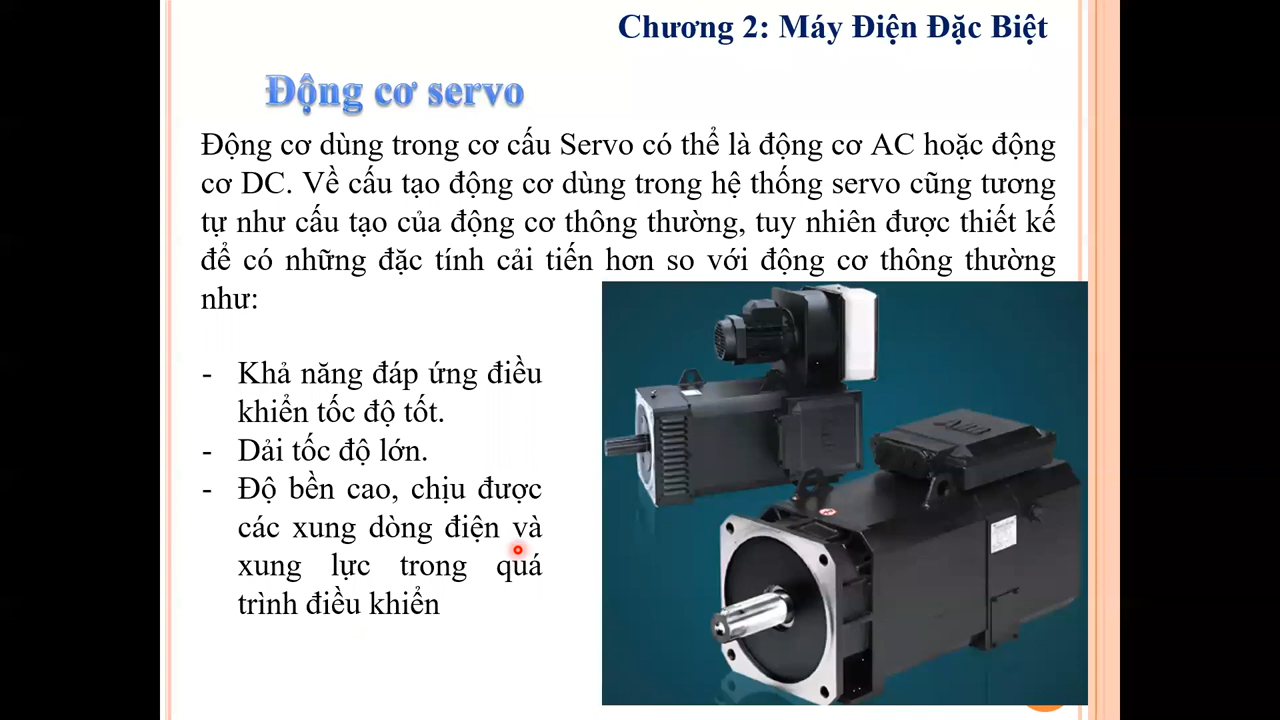 Chương 2: Máy Điện Đặc Biệt
Động cơ servo
Động cơ dùng trong cơ cấu Servo có thể là động cơ AC hoặc động
cơ DC. Về cấu tạo động cơ dùng trong hệ thống servo cũng tương
tự như cấu tạo của động cơ thông thường, tuy nhiên được thiết kế
để có những đặc tính cải tiến hơn so với động cơ thông thường
như:
- Khả năng đáp ứng điều
khiển tốc độ tốt.
- Dải tốc độ lớn.
- Độ bền cao, chịu được
các xung dòng điện và
xung lực trong quá
trình điều khiển